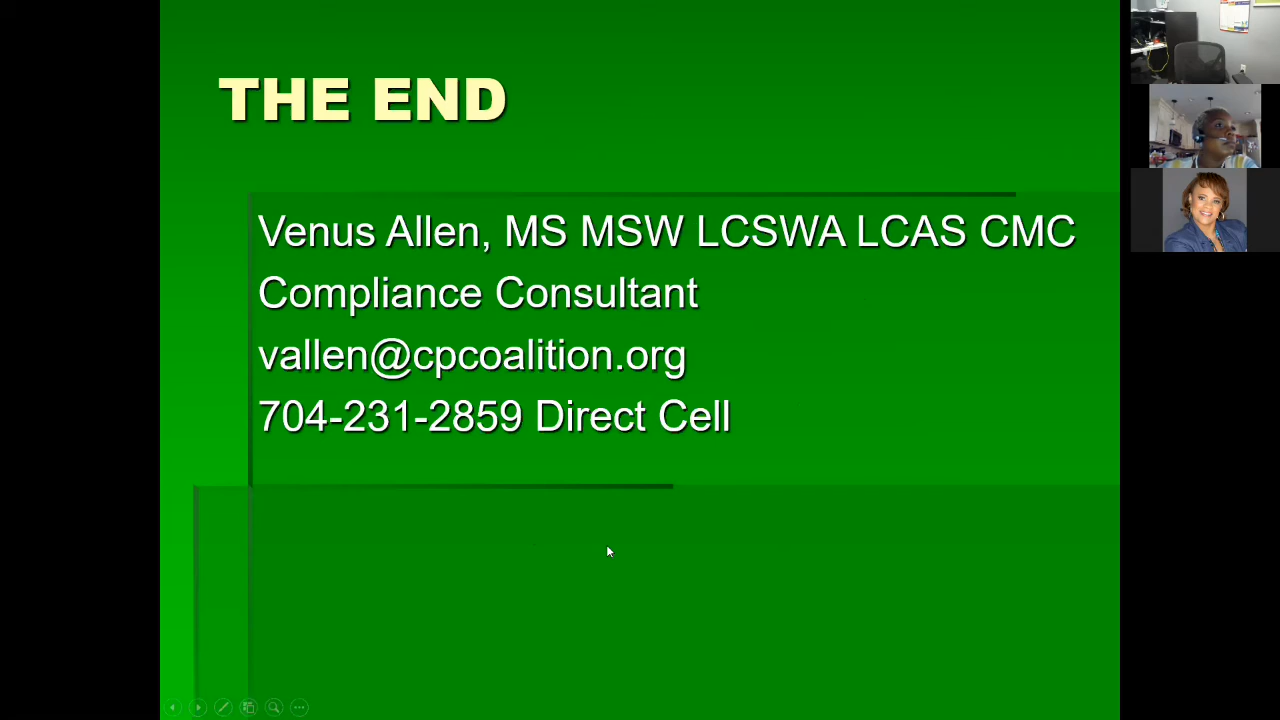 THE END
Venus Allen, MS MSW LCSWA LCAS CMC
Compliance Consultant
vallen@cpcoalition.org
704-231-2859 Direct Cell